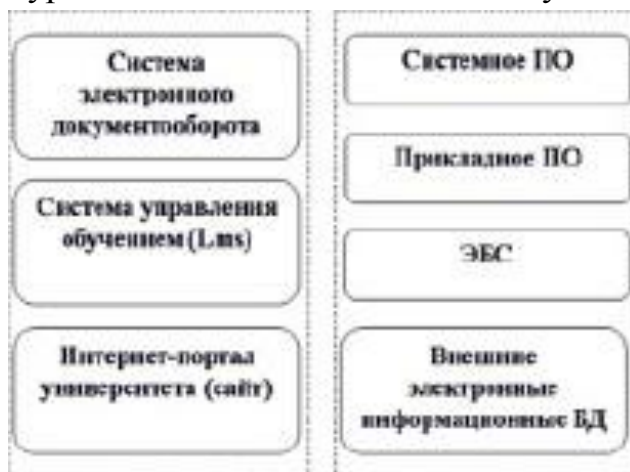 Система
электронного
документооборота
Система управления
обучением (Lms)
Интернет-портал
университета (сайт)
Системное ПО
Прикладное ПО
ЭБС
Внешние
электронные
информационные БД